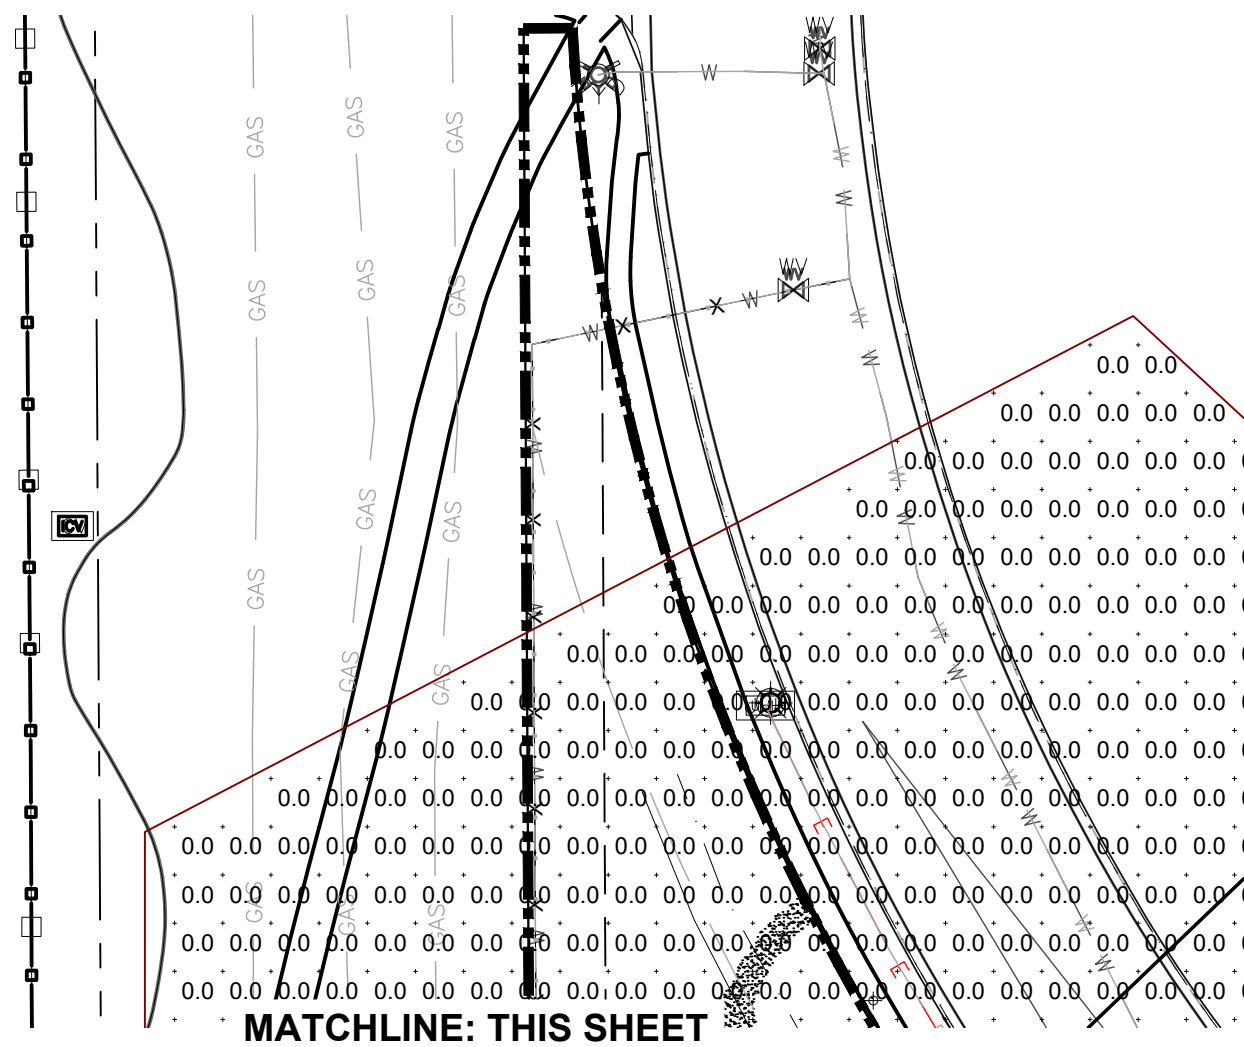 WV
WV
W
GAS GAS GAS
W
W
WV
GAS GAS GAS
W X W X W
0.0 0.0
W
0.0 0.0 0.0 0.0 0.0
X
W
0.0 0.0 0.0 0.0 0.0 0.0 0.0
W
GAS GAS
ICV
X
0.0 0.0 0.0 0.0 0.0 0.0 0.0 0.0
W
0.0 0.0 0.0 0.0 0.0 0.0 0.0 0.0 0.0 0.0
GAS
W
X
0.0 0.0 0.0 0.0 0.0 0.0 0.0 0.0 0.0 0.0 0.0 0.0
W
0.0 0.0 0.0 0.0 0.0 0.0 0.0 0.0 0.0 0.0 0.0 0.0 0.0 0.0
GAS GAS
W
0.0 0.0 0.0 0.0 0.0 0.0 0.0 0.0 0.0 0.0 0.0 0.0 0.0 0.0 0.0 0.0
X
0.0 0.0 0.0 0.0 0.0 0.0 0.0 0.0 0.0 0.0 0.0 0.0 0.0 0.0 0.0 0.0 0.0 0.0
W W
0.0 0.0 0.0 0.0 0.0 0.0 0.0 0.0 0.0 0.0 0.0 0.0 0.0 0.0 0.0 0.0 0.0 0.0 0.0 0.0
X E W
0.0 0.0 0.0 0.0 0.0 0.0 0.0 0.0 0.0 0.0 0.0 0.0 0.0 0.0 0.0 0.0 0.0 0.0 0.0 0.0 0.0 0.0
0.0 0.0 0.0 0.0 0.0 0.0 0.0 0.0 0.0 0.0 0.0 0.0 0.0 0.0 0.0 0.0 0.0 0.0 0.0 0.0 0.0 0.0
GAS GAS GAS X W
0.0 0.0 0.0 0.0 0.0 0.0 0.0 0.0 0.0 0.0 0.0 0.0 0.0 0.0 0.0 0.0 0.0 0.0 0.0 0.0 0.0 0.0
W E W
0.0 0.0 0.0 0.0 0.0 0.0 0.0 0.0 0.0 0.0 0.0 0.0 0.0 0.0 0.0 0.0 0.0 0.0 0.0 0.0 0.0 0.0
MATCHLINE: THIS SHEET